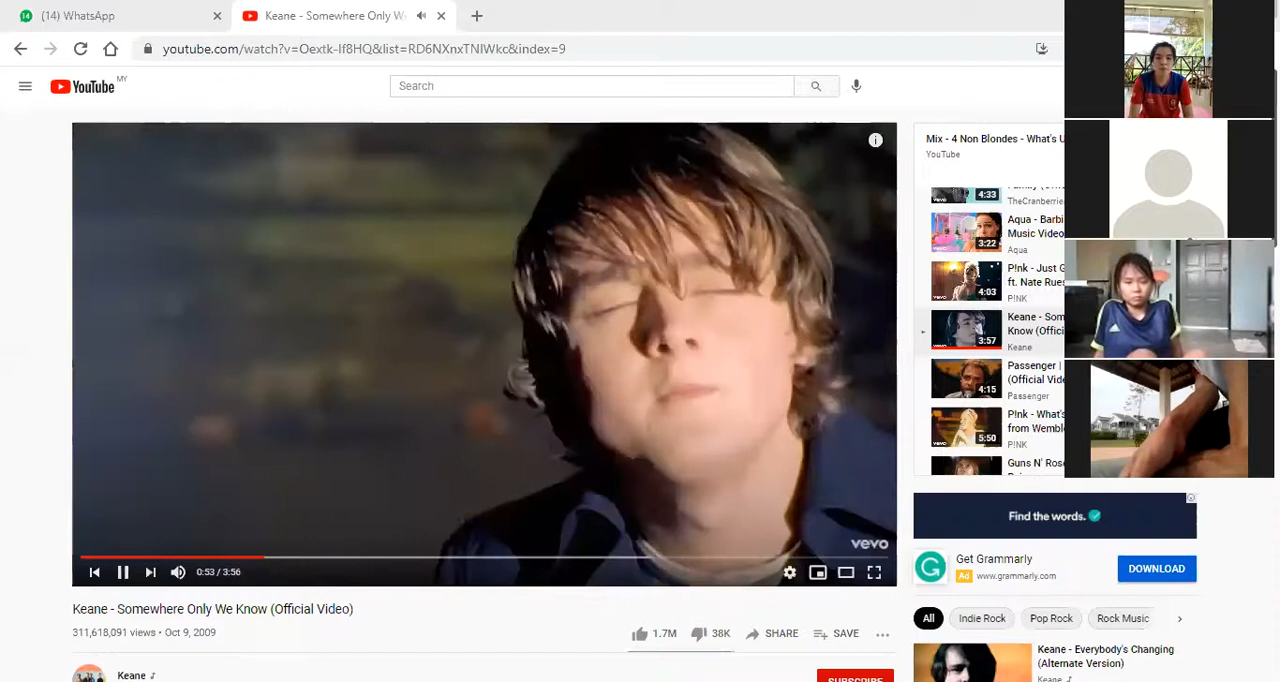 (14) WhatsApp
Keane - Somewhere Only W
youtube.com/watch?v=Oextk-If8HQ&list=RD6NXnxTNIWkc&index=9
YouTube MY
Search
Mix - 4 Non Blondes - What's U
YouTube
4:33
TheCranberrie
Aqua - Barbi
Music Video
Aqua
3:22
P!nk - Just G
ft. Nate Rues
P!NK
4:03
Keane - Som
Know (Offici
Keane
3:57
Passenger |
(Official Vide
Passenger
4:15
P!nk - What's
from Wemble
P!NK
5:50
Guns N' Rose
vevo
0:53 / 3:56
Find the words.
Get Grammarly
Ad www.grammarly.com
DOWNLOAD
Keane - Somewhere Only We Know (Official Video)
311,618,091 views • Oct 9, 2009
1.7M 38K SHARE SAVE
All Indie Rock Pop Rock Rock Music
Keane - Everybody's Changing
(Alternate Version)
Keane
Keane
SUBSCRIBE